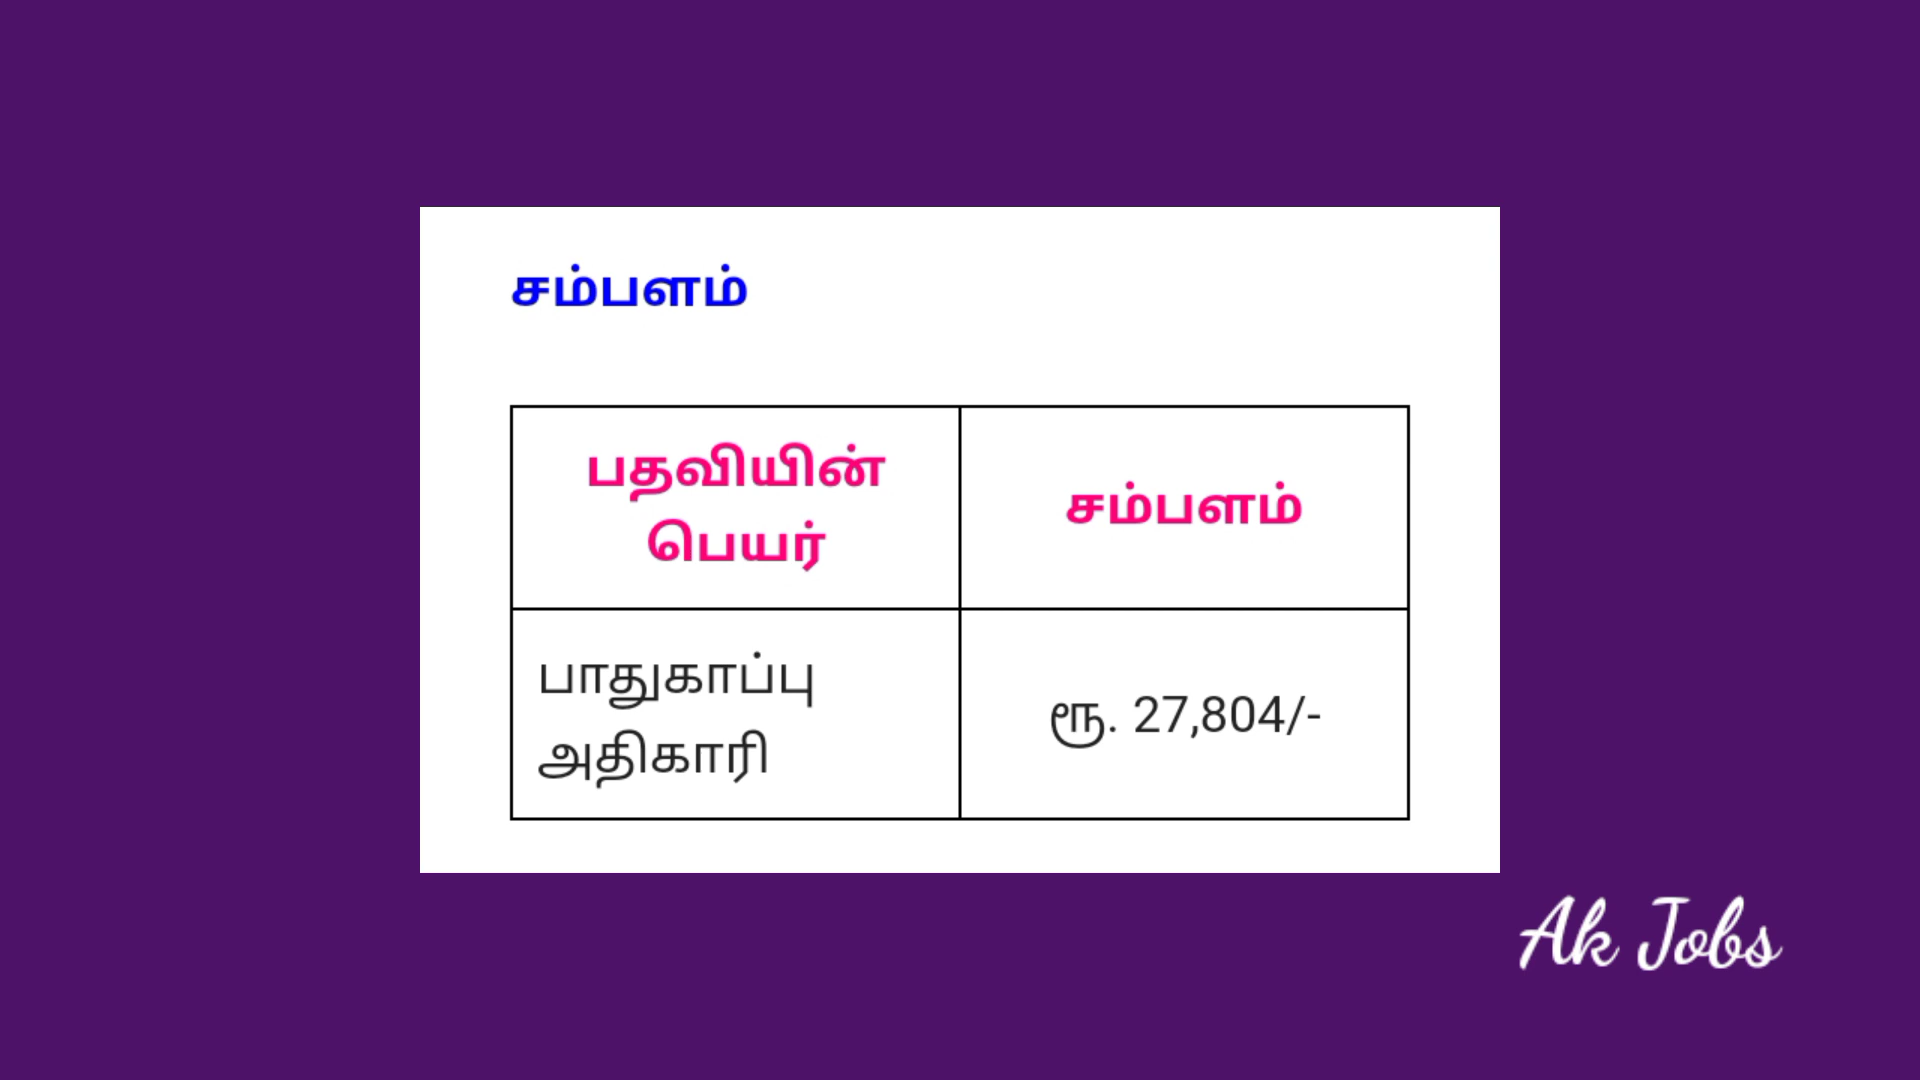 சம்பளம்
பதவியின்
பெயர்
சம்பளம்
பாதுகாப்பு
அதிகாரி
ரூ. 27,804/-
Ak Jobs